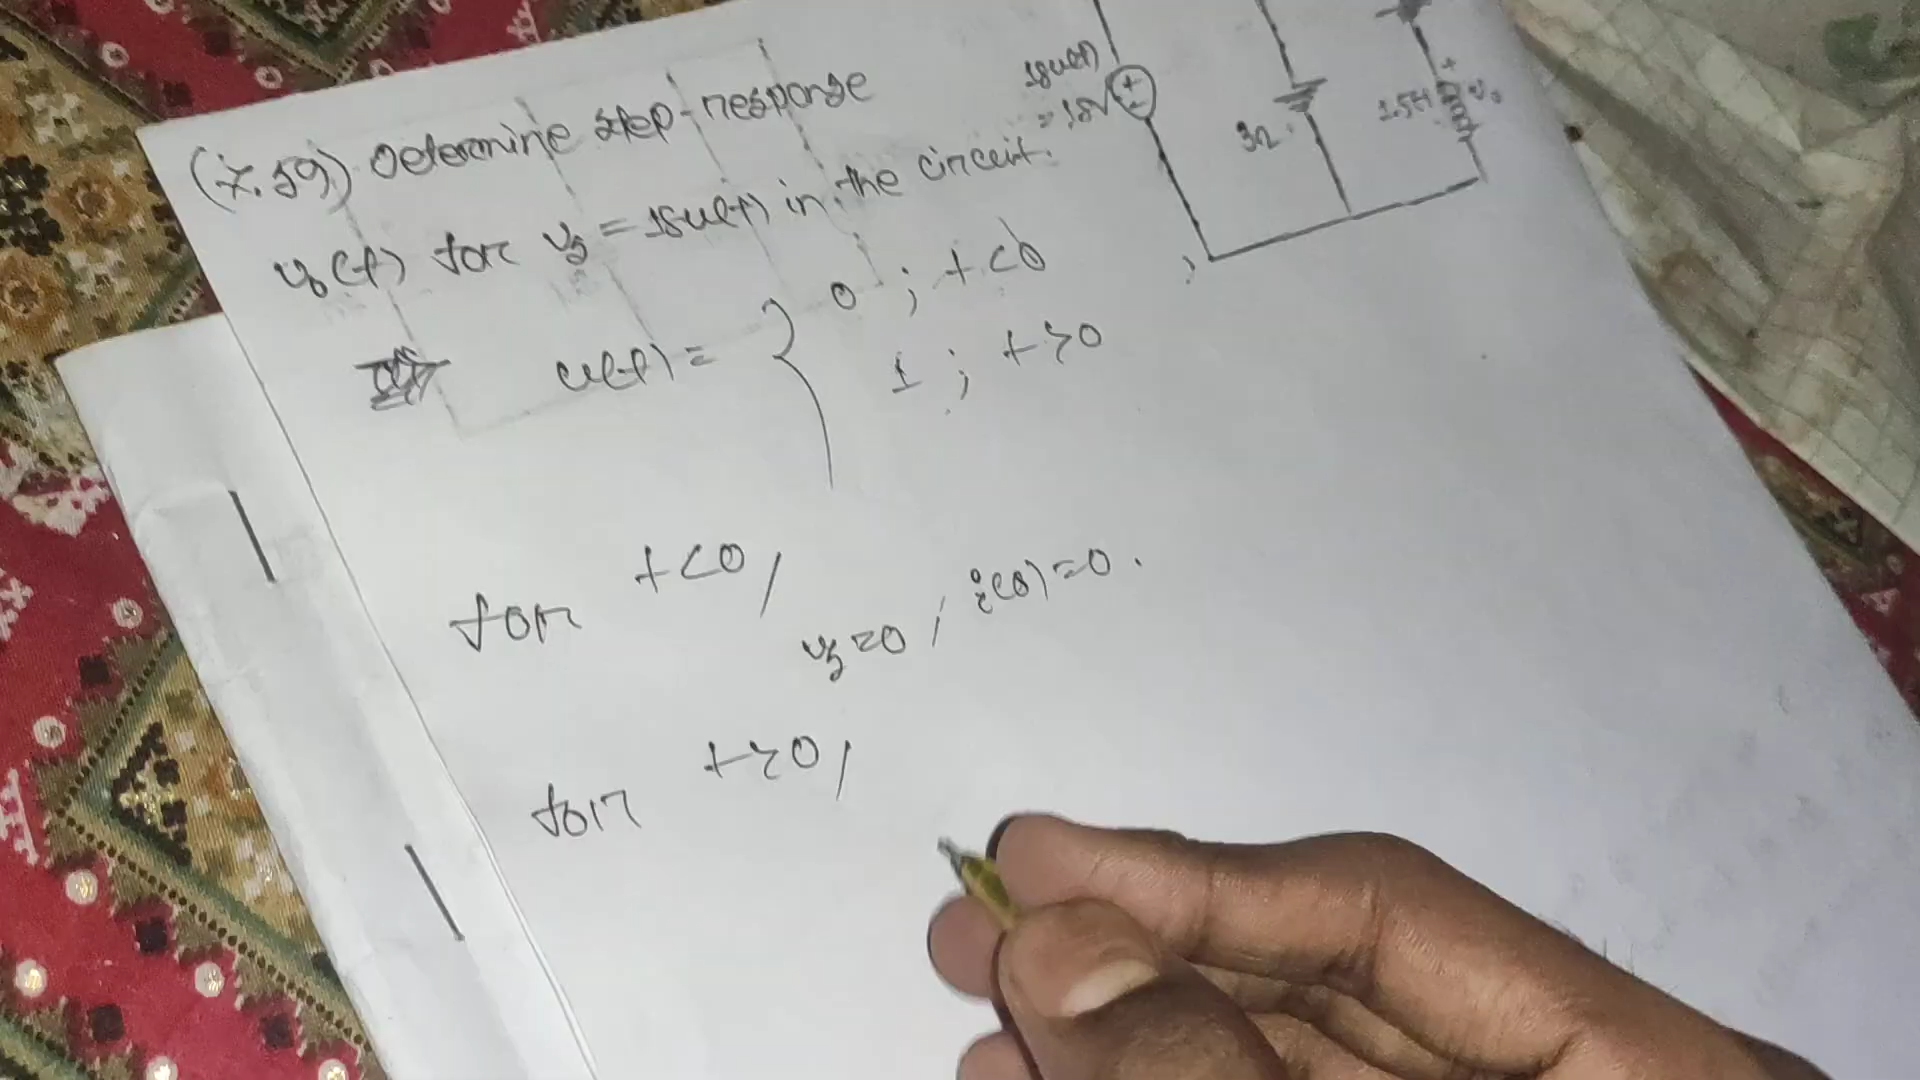 (7.59) Determine step-response
v₀(t) for vₛ = 18u(t) in the circuit.
u(t) = { 0 ; t<0
1 ; t>0
for t<0, vₛ=0, i(0)=0.
for t>0,
18u(t)
=18V
+
-
3Ω
1.5H
+
v₀